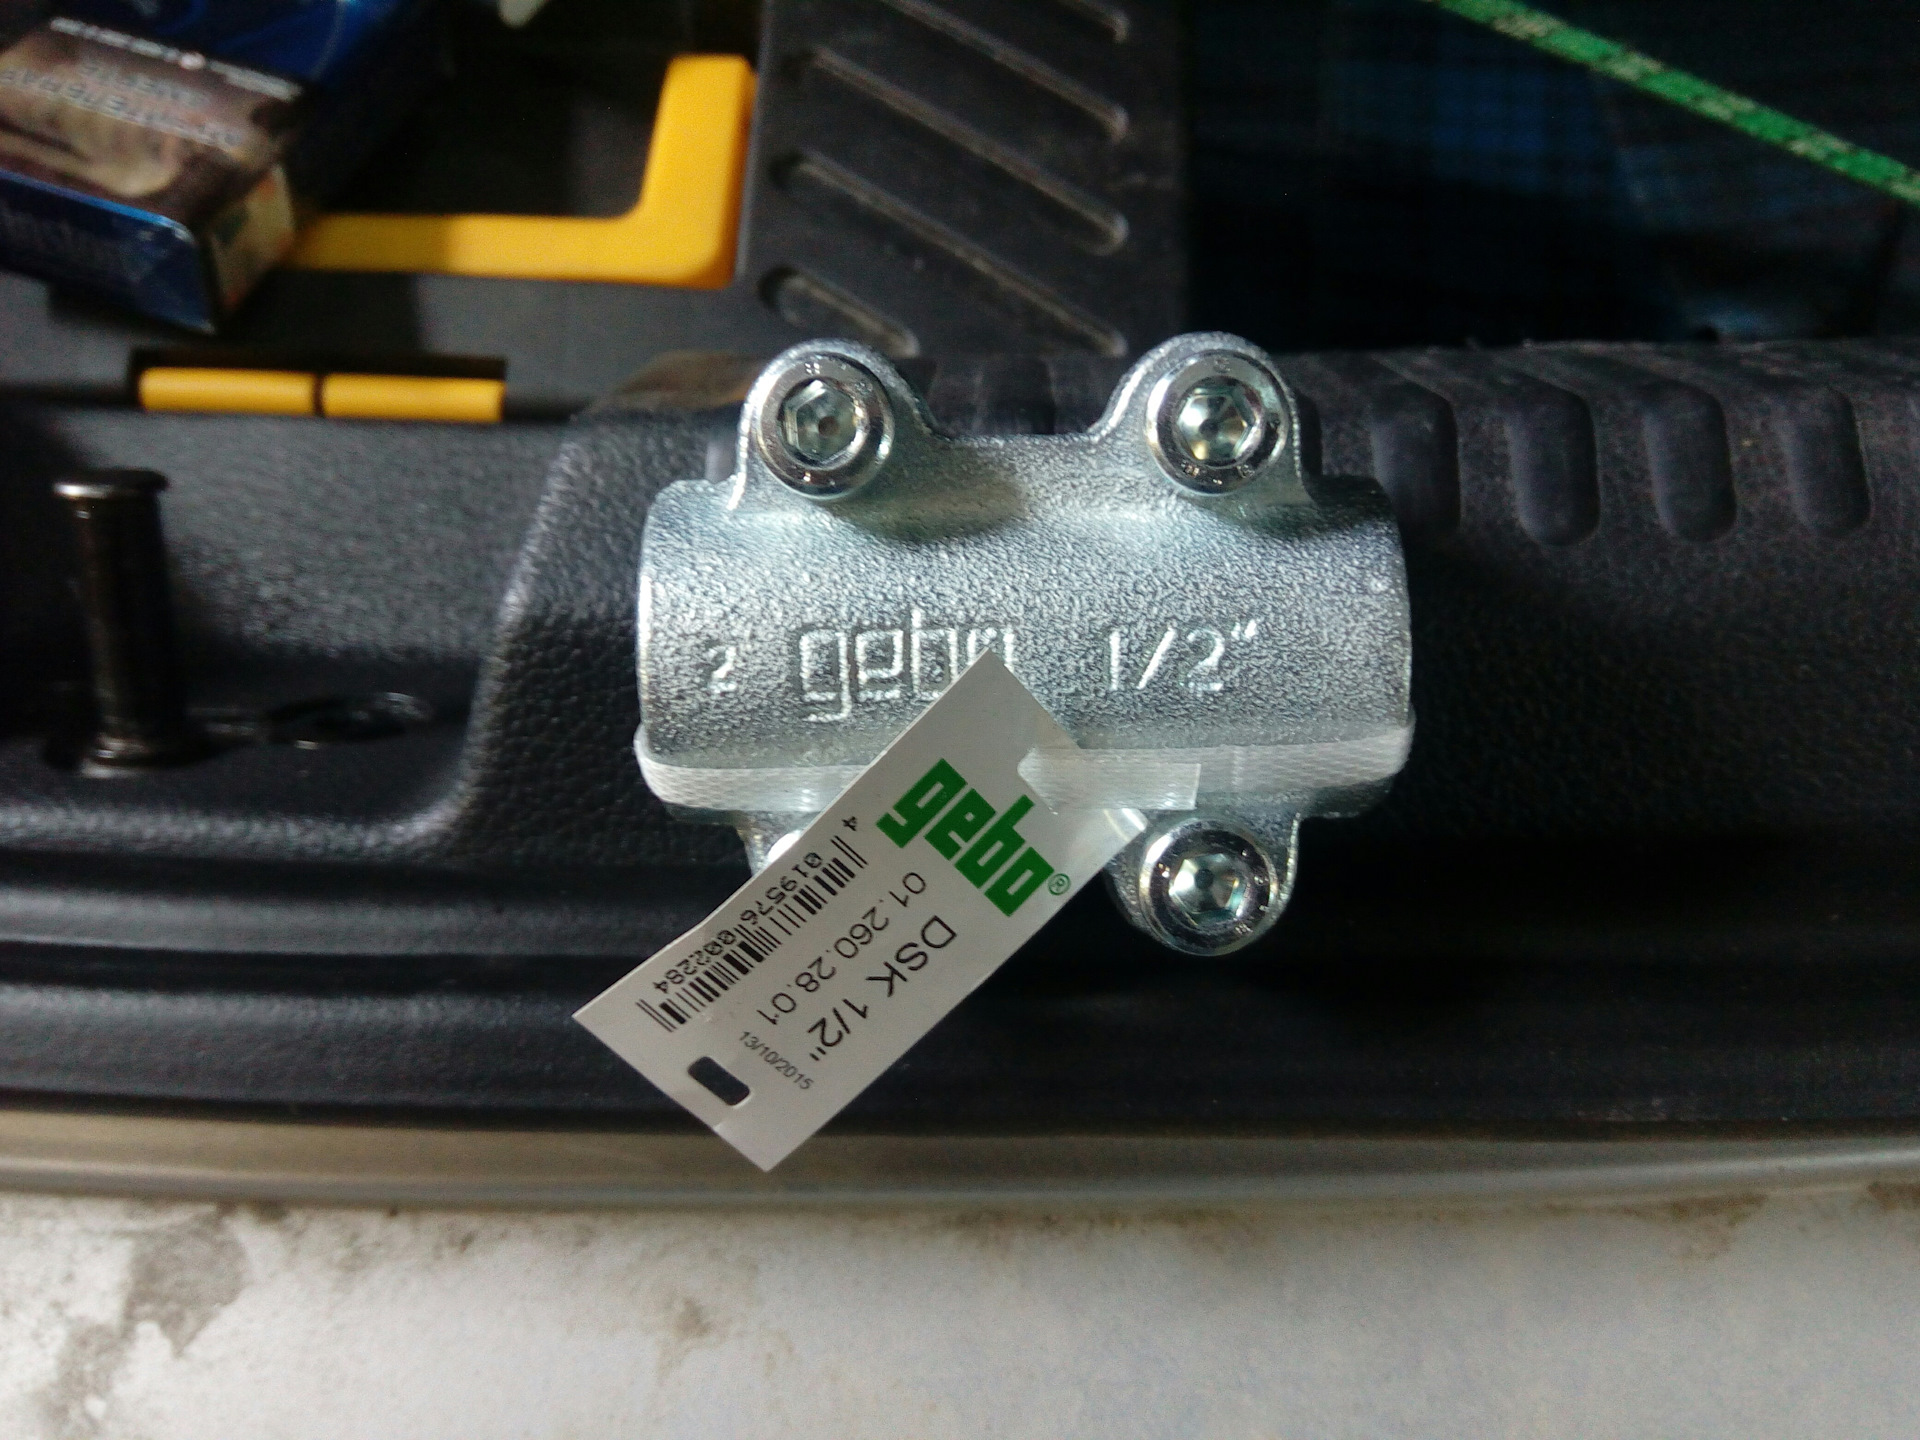 2 gebo 1/2“
gebo®
DSK 1/2"
01.260.28.01
13/10/2015
4 019576 002284